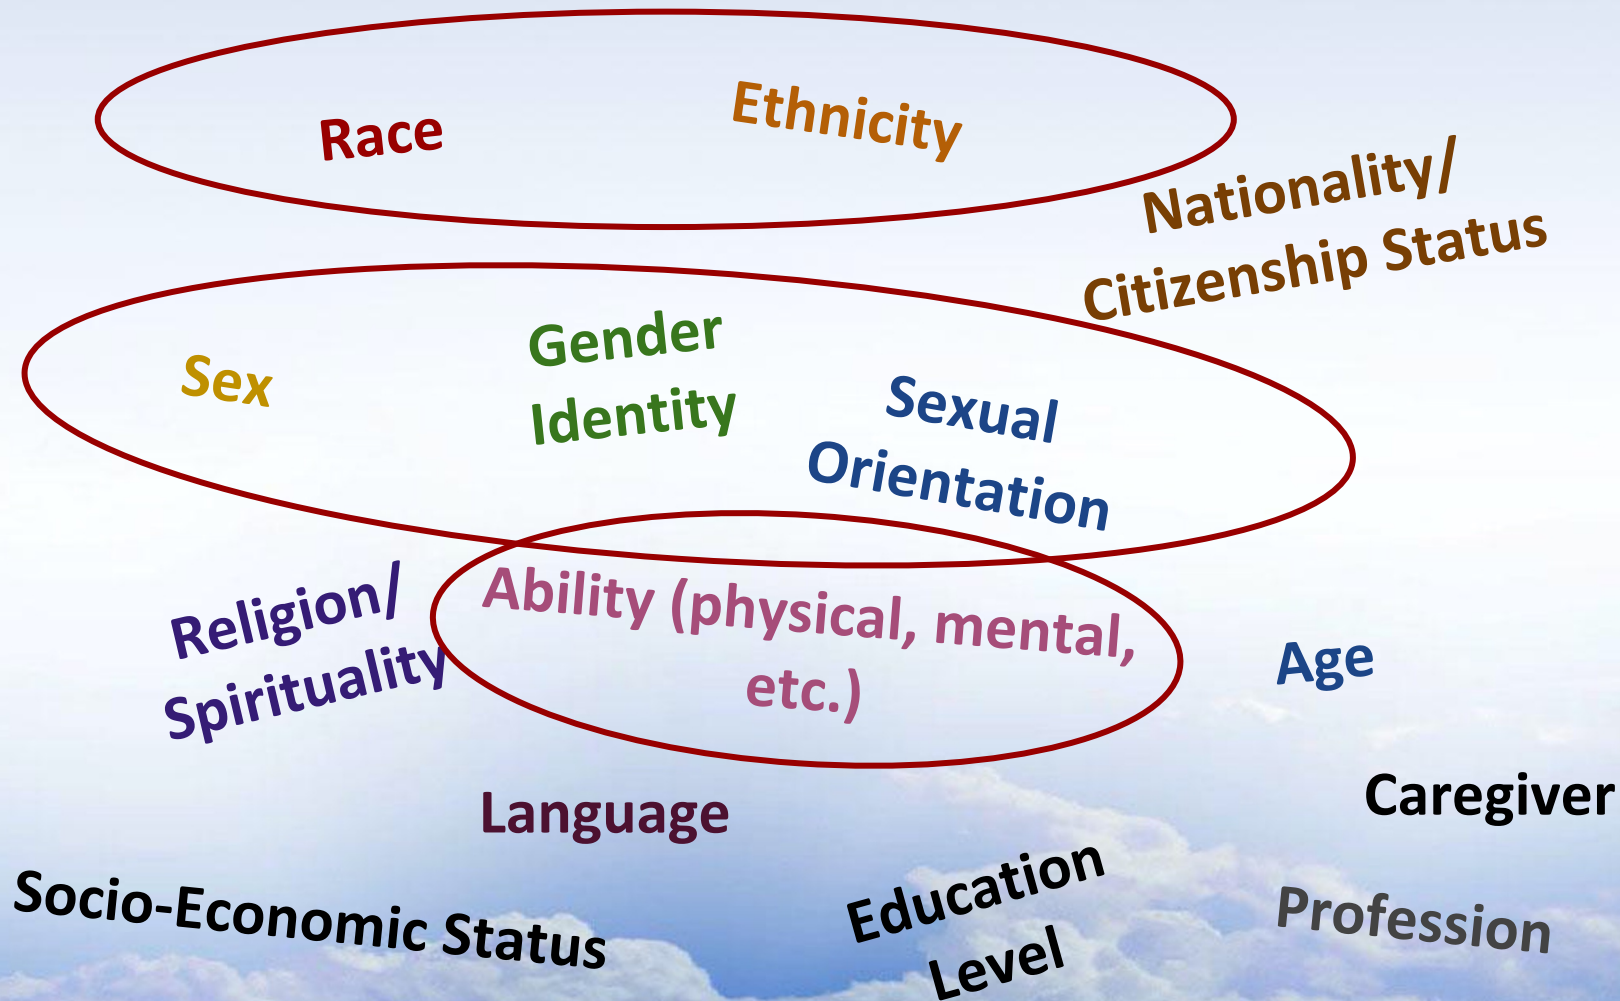 Race
Ethnicity
Nationality/
Citizenship Status
Sex
Gender
Identity
Sexual
Orientation
Religion/
Spirituality
Ability (physical, mental,
etc.)
Age
Language
Caregiver
Socio-Economic Status
Education
Level
Profession